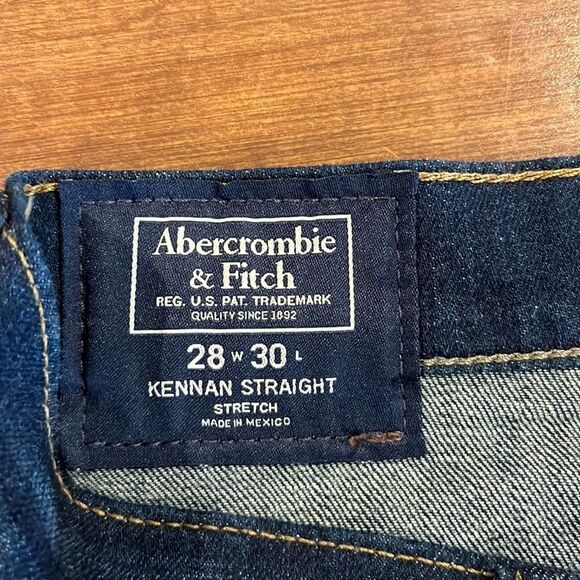 Abercrombie
& Fitch
REG. U.S. PAT. TRADEMARK
QUALITY SINCE 1892
28 W 30 L
KENNAN STRAIGHT
STRETCH
MADE IN MEXICO